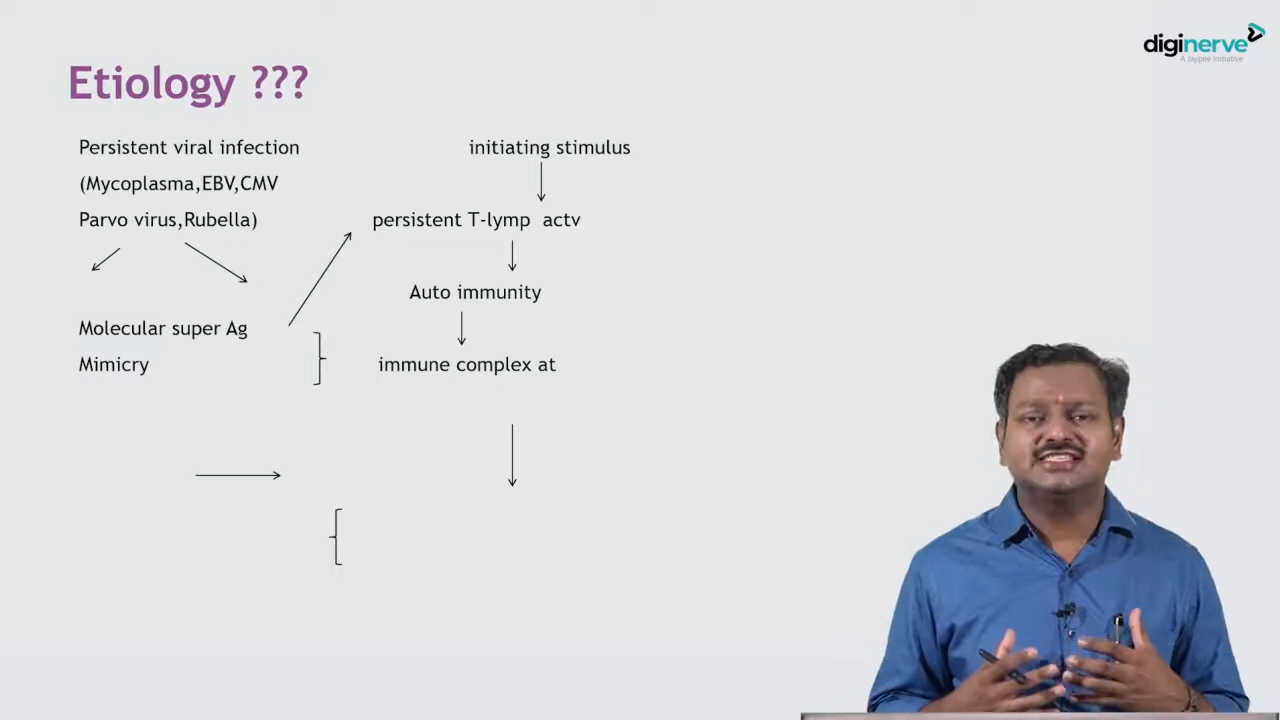 diginerve
A Jaypee Initiative
Etiology ???
Persistent viral infection
(Mycoplasma,EBV,CMV
Parvo virus,Rubella)
Molecular super Ag
Mimicry
initiating stimulus
persistent T-lymp actv
Auto immunity
immune complex at